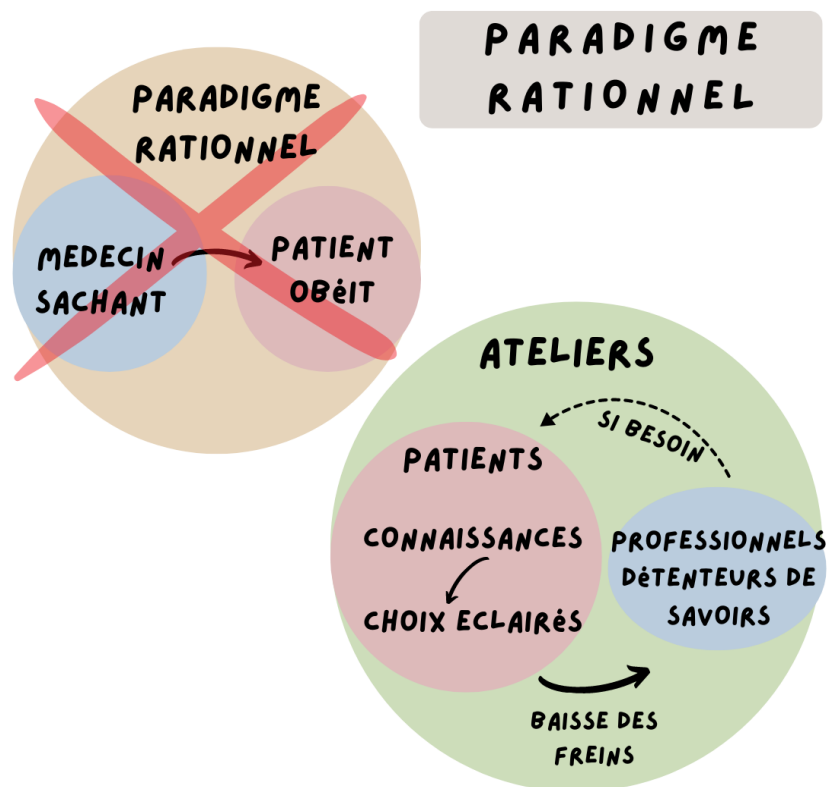 PARADIGME
RATIONNEL
PARADIGME
RATIONNEL
MEDECIN
SACHANT
PATIENT
OBéIT
ATELIERS
SI BESOIN
PATIENTS
CONNAISSANCES
CHOIX ECLAIRéS
PROFESSIONNELS
DéTENTEURS DE
SAVOIRS
BAISSE DES
FREINS